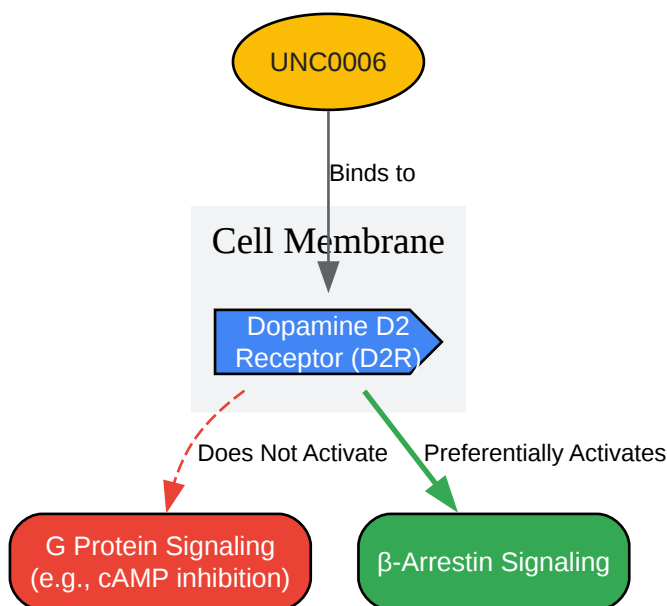 UNC0006
Binds to
Cell Membrane
Dopamine D2
Receptor (D2R)
Does Not Activate
Preferentially Activates
G Protein Signaling
(e.g., cAMP inhibition)
β-Arrestin Signaling